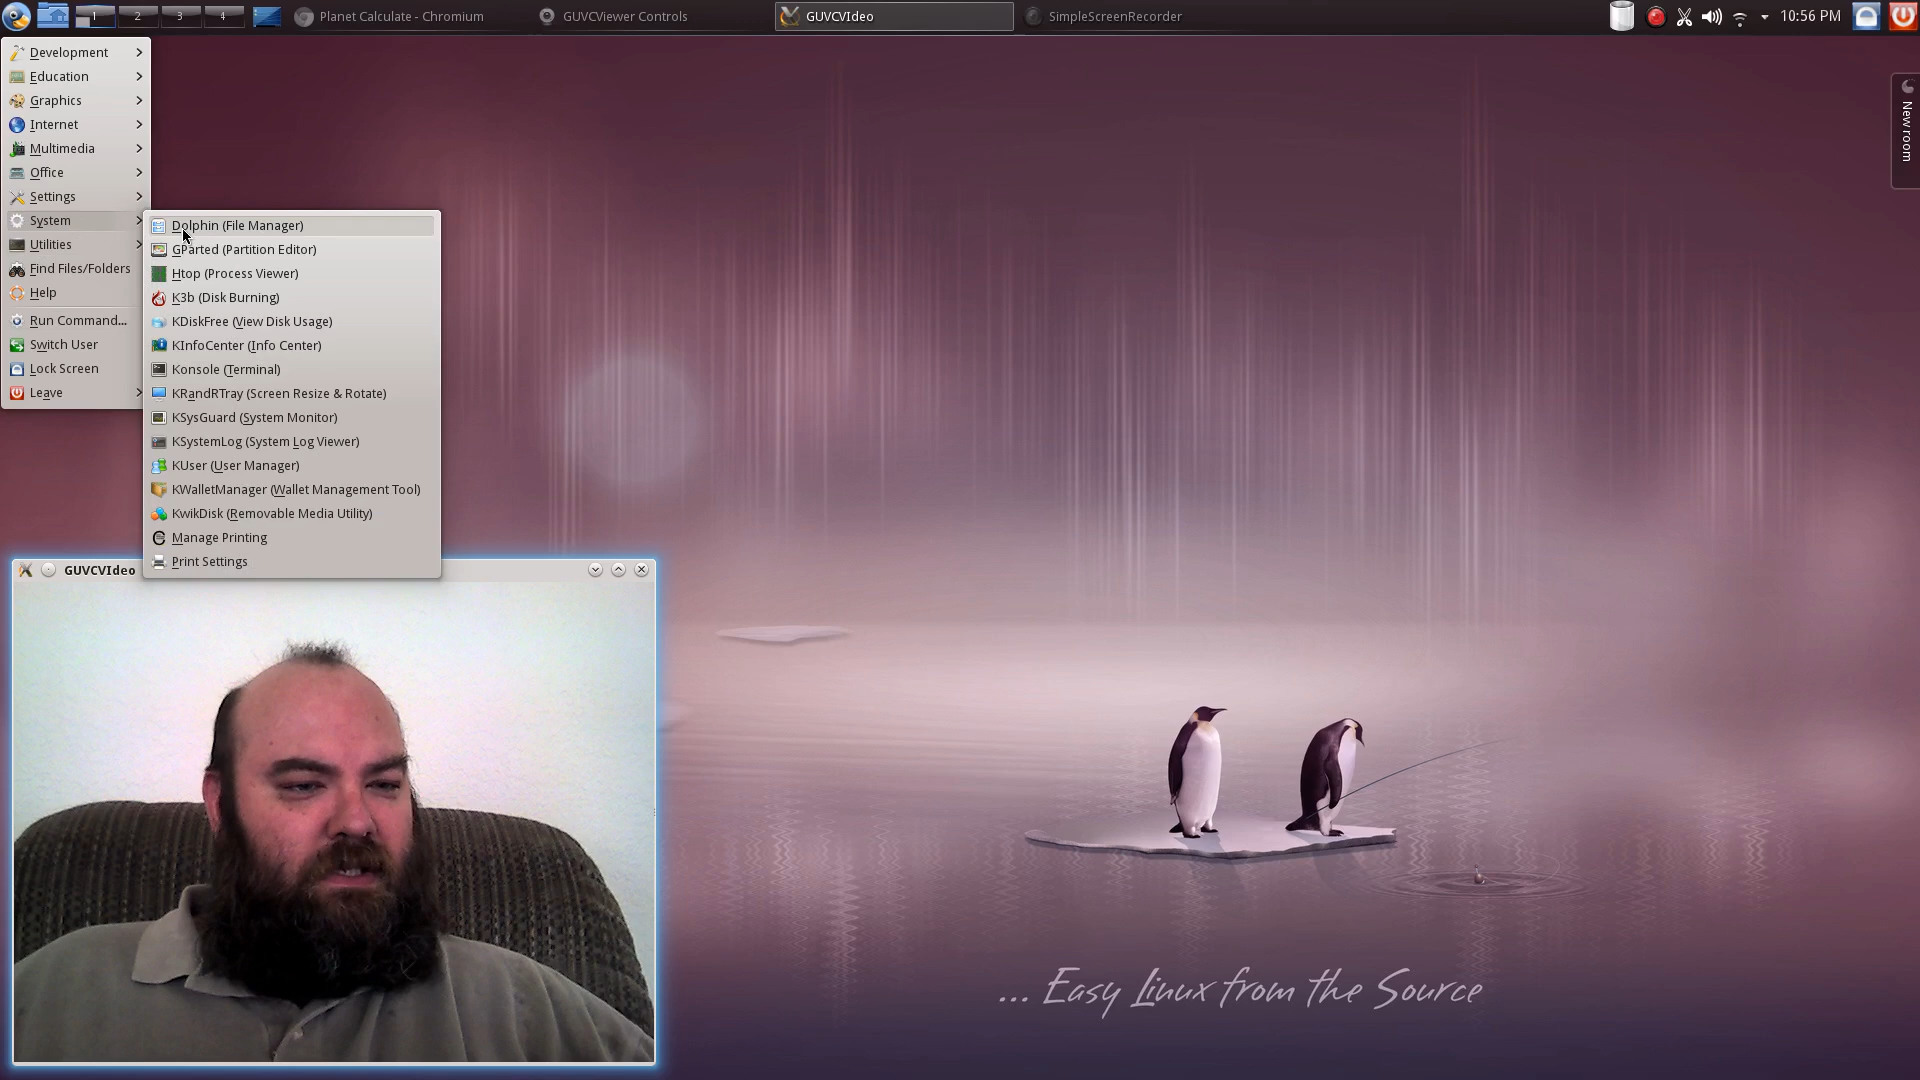 1
2
3
4
Planet Calculate - Chromium
GUVCViewer Controls
GUVCVIdeo
SimpleScreenRecorder
10:56 PM
Development
Education
Graphics
Internet
Multimedia
Office
Settings
System
Utilities
Find Files/Folders
Help
Run Command...
Switch User
Lock Screen
Leave
Dolphin (File Manager)
GParted (Partition Editor)
Htop (Process Viewer)
K3b (Disk Burning)
KDiskFree (View Disk Usage)
KInfoCenter (Info Center)
Konsole (Terminal)
KRandRTray (Screen Resize & Rotate)
KSysGuard (System Monitor)
KSystemLog (System Log Viewer)
KUser (User Manager)
KWalletManager (Wallet Management Tool)
KwikDisk (Removable Media Utility)
Manage Printing
Print Settings
New room
GUVCVIdeo
... Easy Linux from the Source